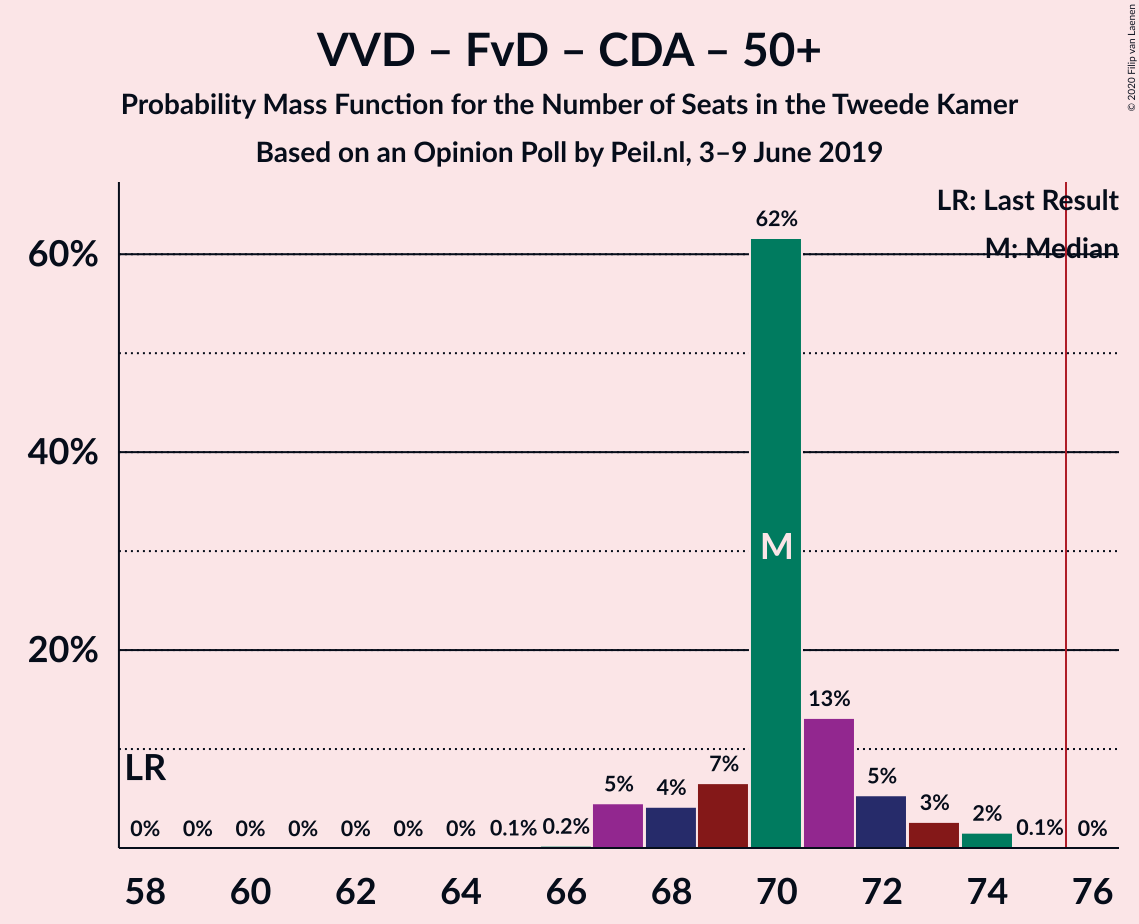 VVD – FvD – CDA – 50+
Probability Mass Function for the Number of Seats in the Tweede Kamer
Based on an Opinion Poll by Peil.nl, 3–9 June 2019
© 2020 Filip van Laenen
LR: Last Result
M: Median
60%
40%
20%
62%
M
13%
LR
7%
5%
4%
5%
3%
2%
0% 0% 0% 0% 0% 0% 0% 0.1% 0.2% 0.1% 0%
58 60 62 64 66 68 70 72 74 76